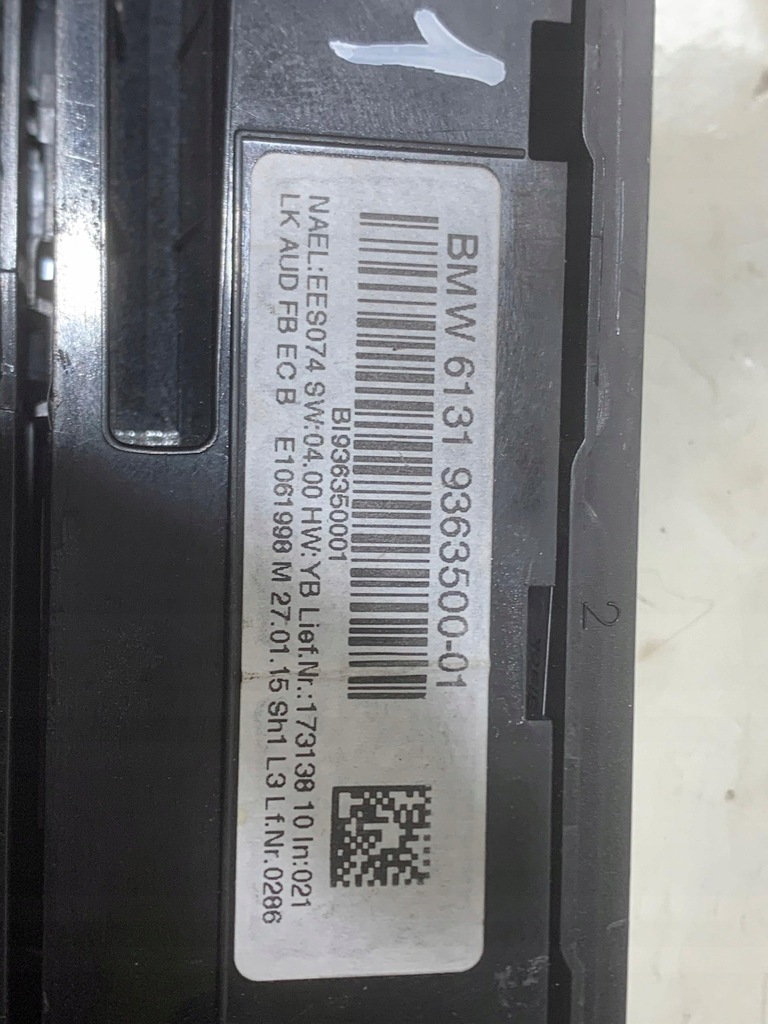 1
BMW 6131 9363500-01
BI936350001
NAEL:EES074 SW:04.00 HW:YB Lief.Nr.:173138 10 In:021
LK AUD FB EC B E1061998 M 27.01.15 Sh1 L3 Lf.Nr.0286
2